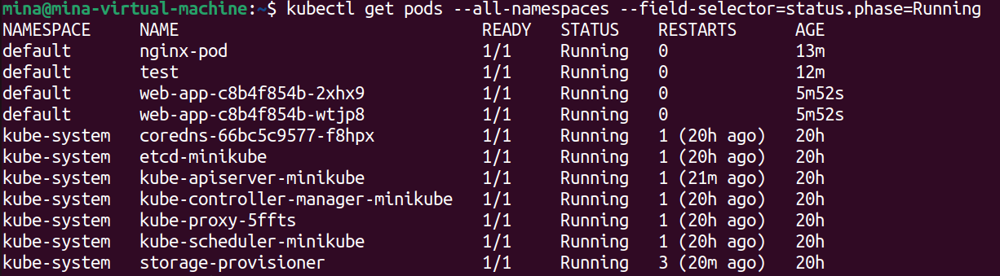 mina@mina-virtual-machine:~$ kubectl get pods --all-namespaces --field-selector=status.phase=Running
NAMESPACE     NAME                               READY   STATUS    RESTARTS      AGE
default       nginx-pod                          1/1     Running   0             13m
default       test                               1/1     Running   0             12m
default       web-app-c8b4f854b-2xhx9            1/1     Running   0             5m52s
default       web-app-c8b4f854b-wtjp8            1/1     Running   0             5m52s
kube-system   coredns-66bc5c9577-f8hpx           1/1     Running   1 (20h ago)   20h
kube-system   etcd-minikube                      1/1     Running   1 (20h ago)   20h
kube-system   kube-apiserver-minikube            1/1     Running   1 (21m ago)   20h
kube-system   kube-controller-manager-minikube   1/1     Running   1 (20h ago)   20h
kube-system   kube-proxy-5ffts                   1/1     Running   1 (20h ago)   20h
kube-system   kube-scheduler-minikube            1/1     Running   1 (20h ago)   20h
kube-system   storage-provisioner                1/1     Running   3 (20m ago)   20h